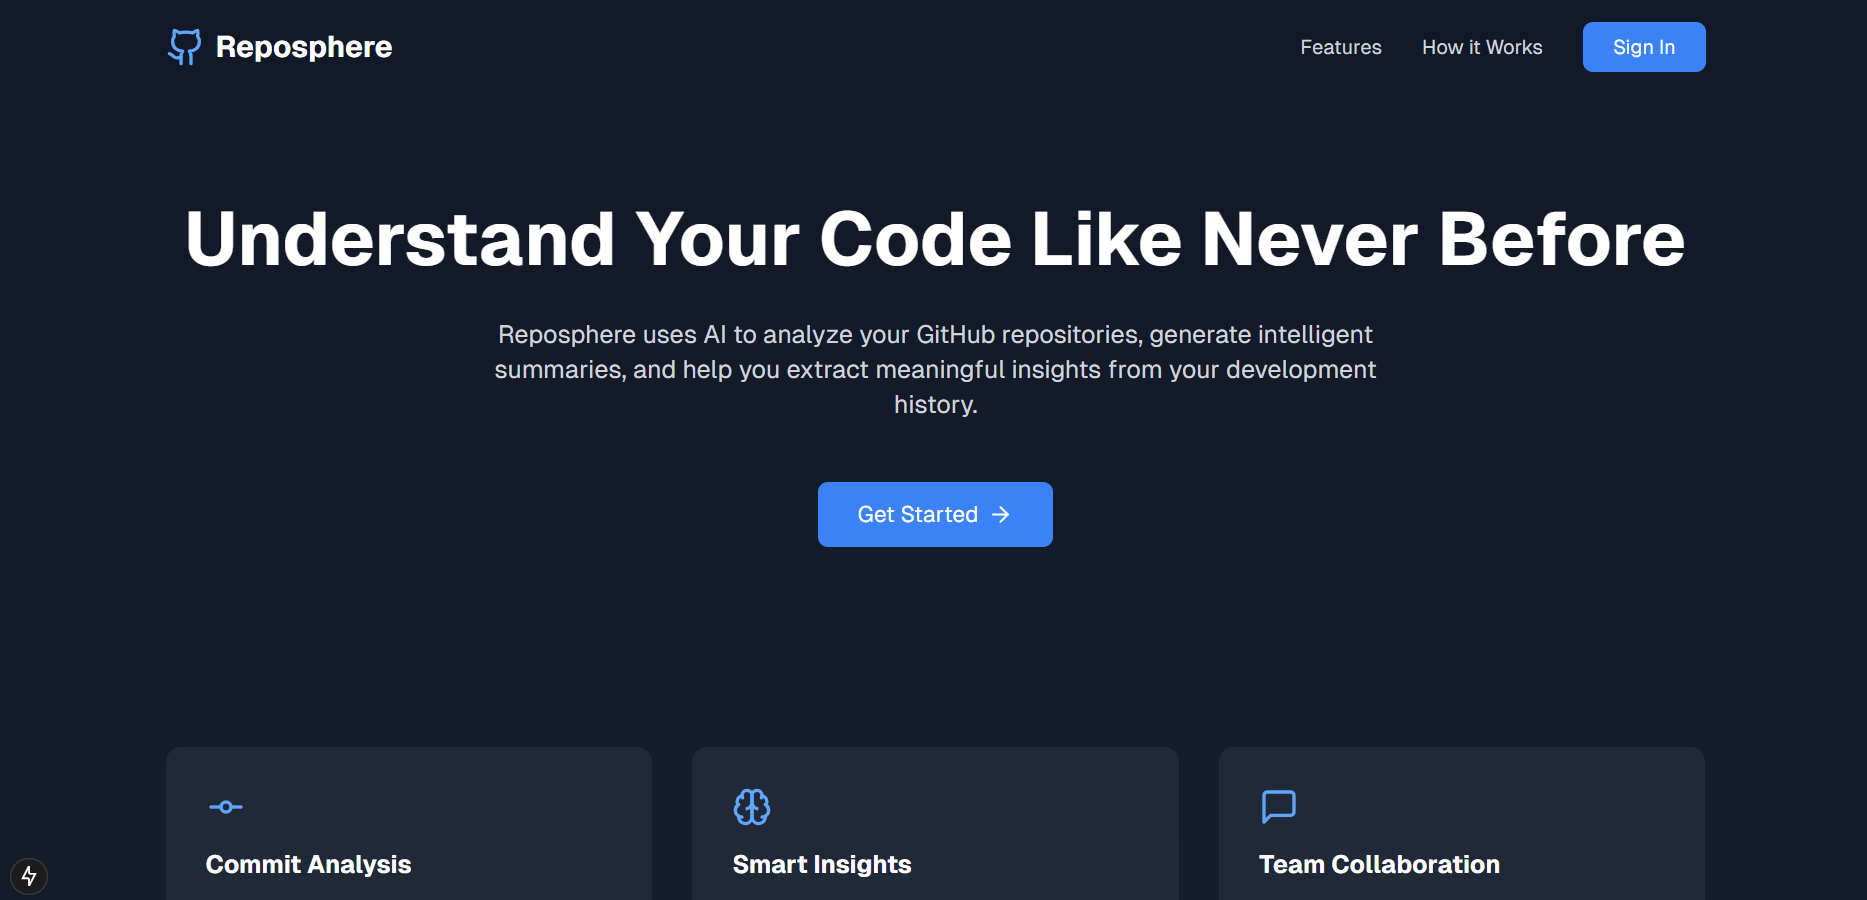 Reposphere
Features
How it Works
Sign In
Understand Your Code Like Never Before
Reposphere uses AI to analyze your GitHub repositories, generate intelligent
summaries, and help you extract meaningful insights from your development
history.
Get Started
Commit Analysis
Smart Insights
Team Collaboration